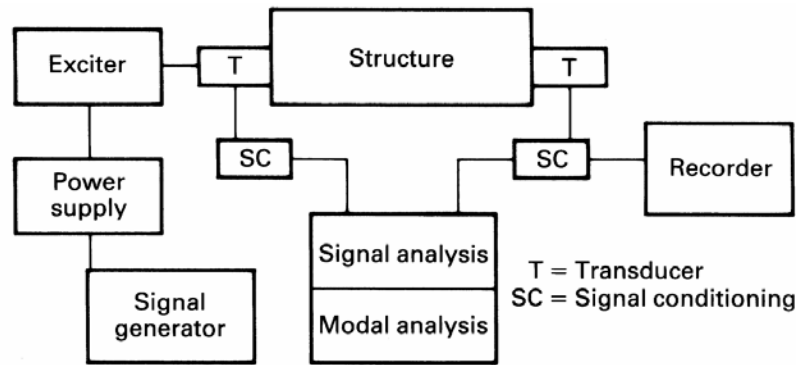 Exciter
T
Structure
T
SC
SC
Power
supply
Recorder
Signal analysis
Modal analysis
Signal
generator
T = Transducer
SC = Signal conditioning